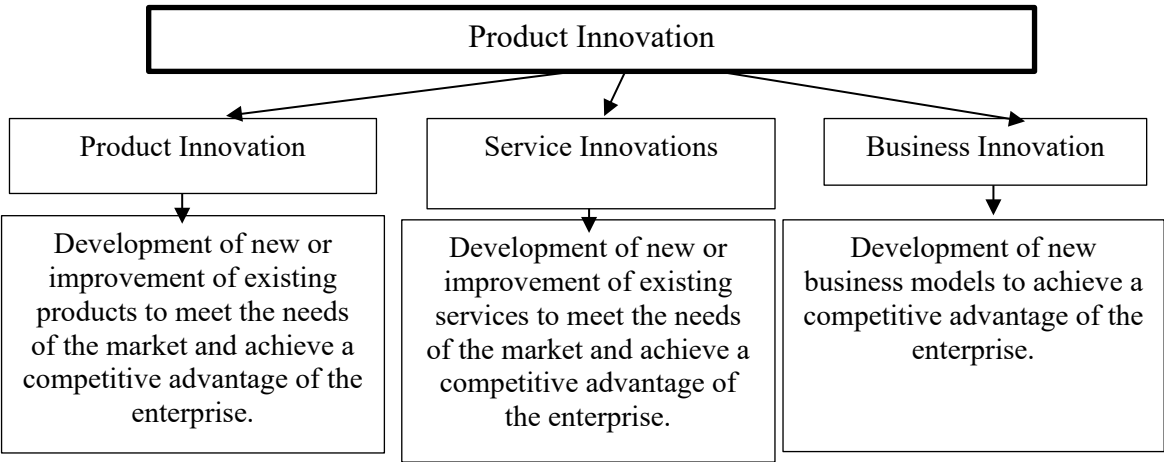 Product Innovation
Product Innovation
Service Innovations
Business Innovation
Development of new or
improvement of existing
products to meet the needs
of the market and achieve a
competitive advantage of the
enterprise.
Development of new or
improvement of existing
services to meet the needs
of the market and achieve a
competitive advantage of
the enterprise.
Development of new
business models to achieve a
competitive advantage of the
enterprise.